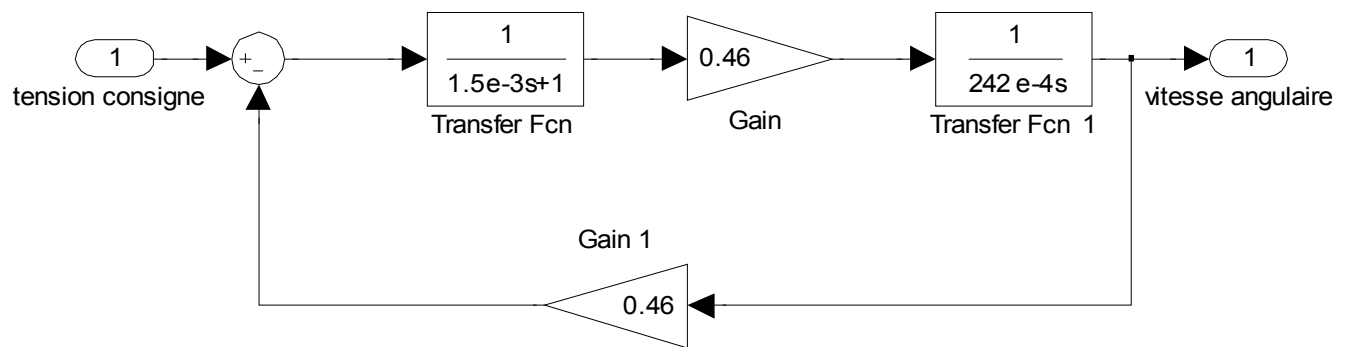 1
tension consigne
+
–
1
1.5e-3s+1
Transfer Fcn
0.46
Gain
1
242 e-4s
Transfer Fcn 1
1
vitesse angulaire
Gain 1
0.46